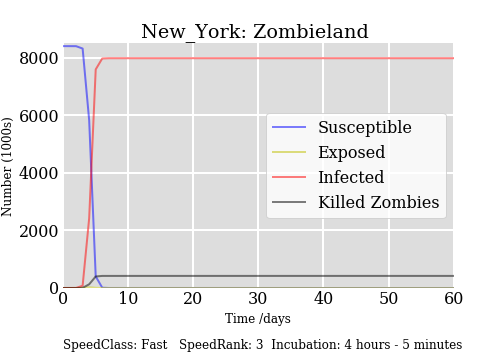 New_York: Zombieland
8000
6000
4000
2000
0
Number (1000s)
Susceptible
Exposed
Infected
Killed Zombies
0 10 20 30 40 50 60
Time /days
SpeedClass: Fast SpeedRank: 3 Incubation: 4 hours - 5 minutes